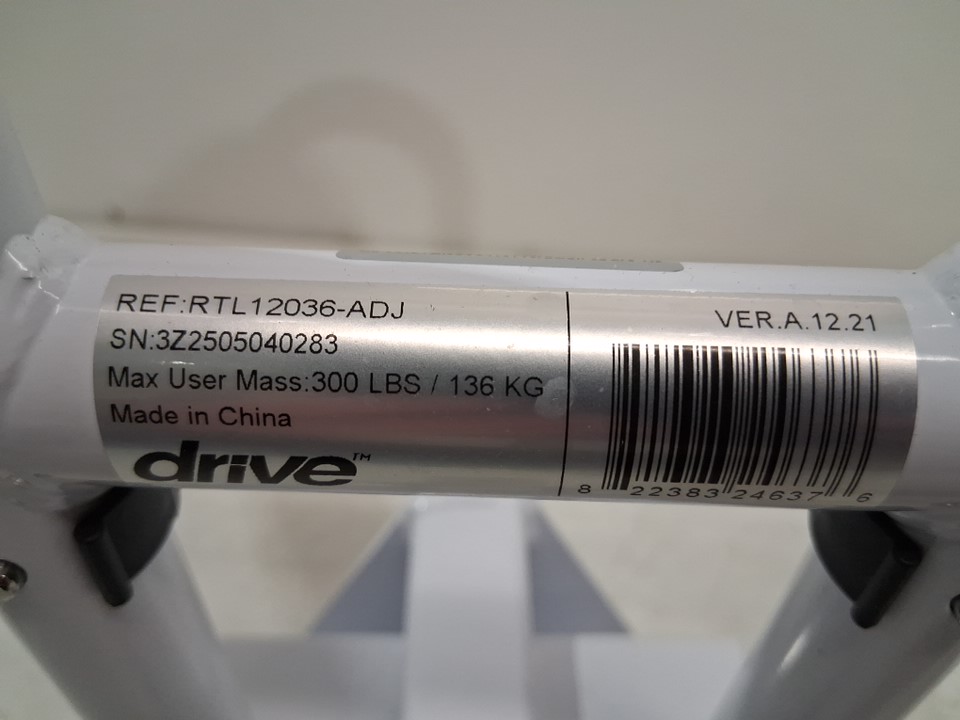 REF:RTL12036-ADJ
SN:3Z2505040283
Max User Mass:300 LBS / 136 KG
Made in China
drive™
VER.A.12.21
8 22383 24637 6